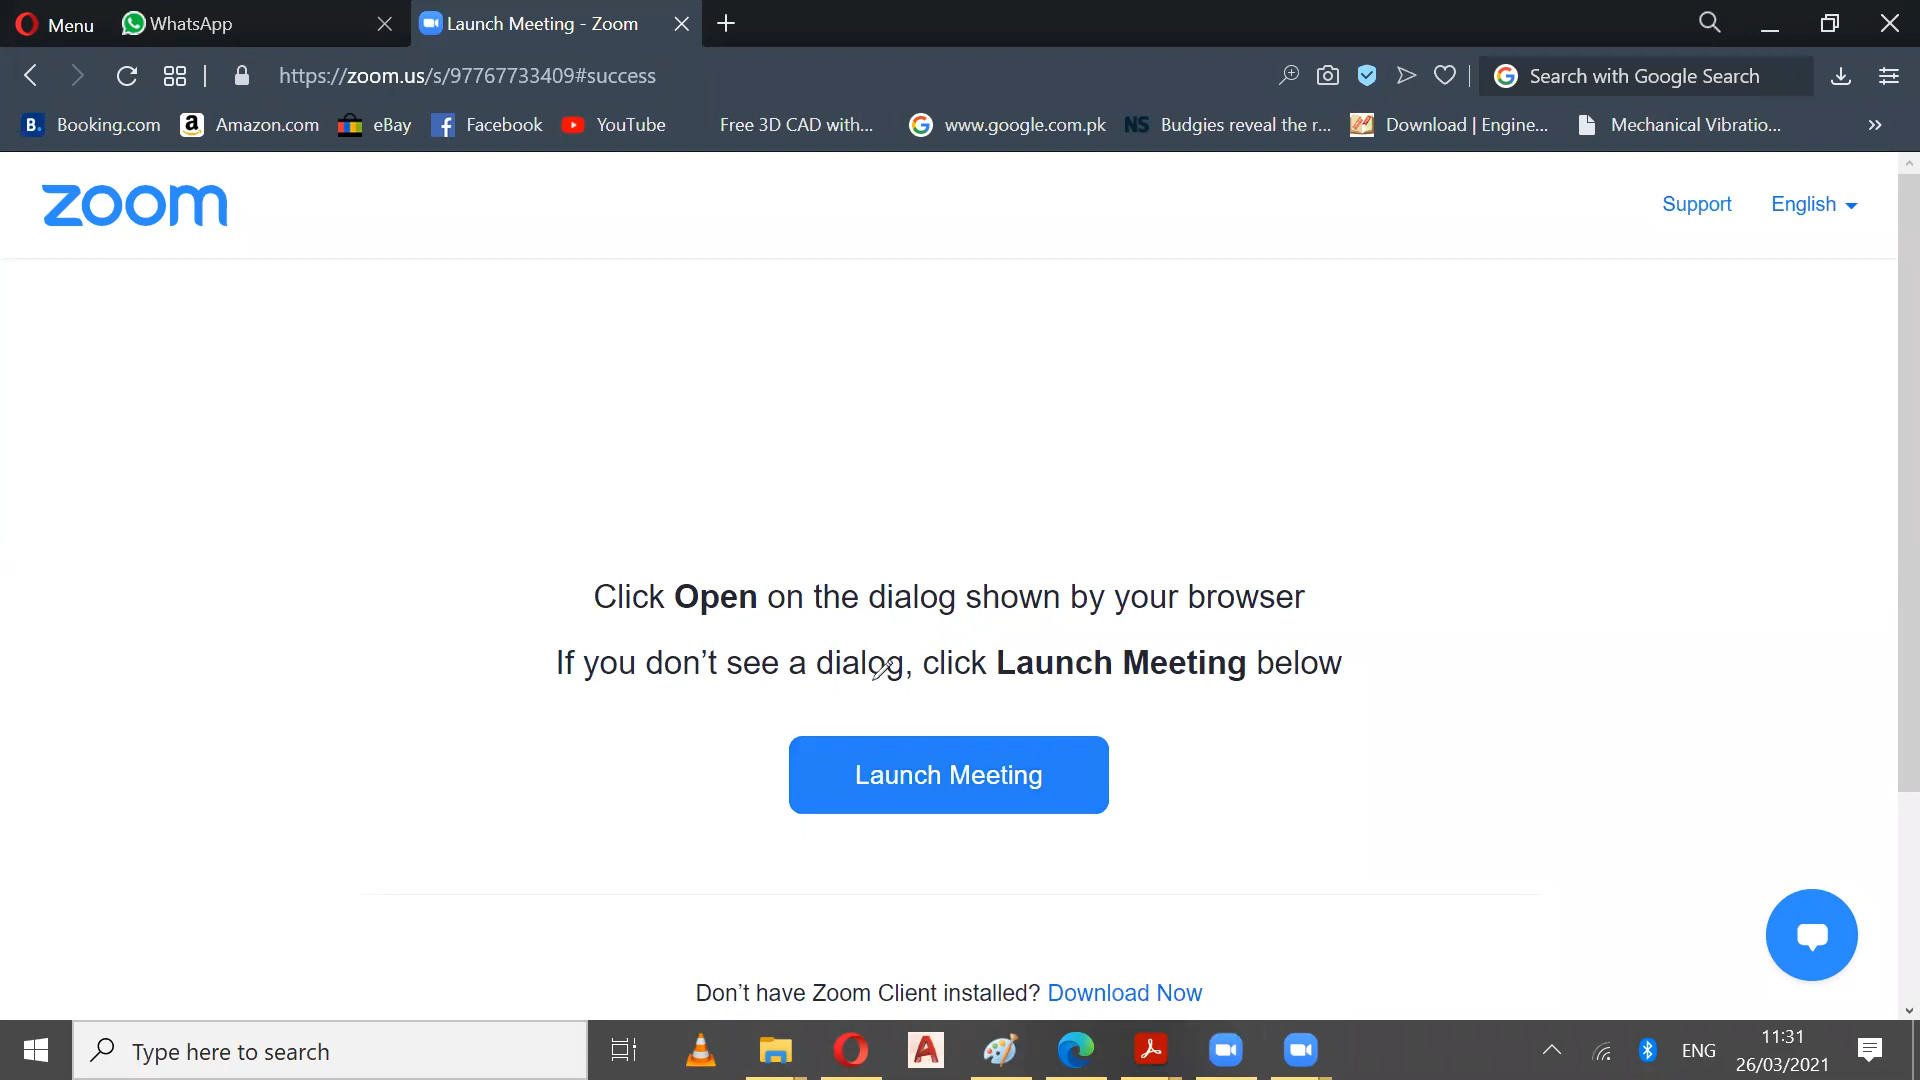 Menu
WhatsApp
Launch Meeting - Zoom
https://zoom.us/s/97767733409#success
Search with Google Search
B. Booking.com
a Amazon.com
eBay
Facebook
YouTube
Free 3D CAD with...
www.google.com.pk
NS Budgies reveal the r...
Download | Engine...
Mechanical Vibratio...
zoom
Support
English
Click Open on the dialog shown by your browser
If you don't see a dialog, click Launch Meeting below
Launch Meeting
Don't have Zoom Client installed? Download Now
Type here to search
ENG
11:31
26/03/2021